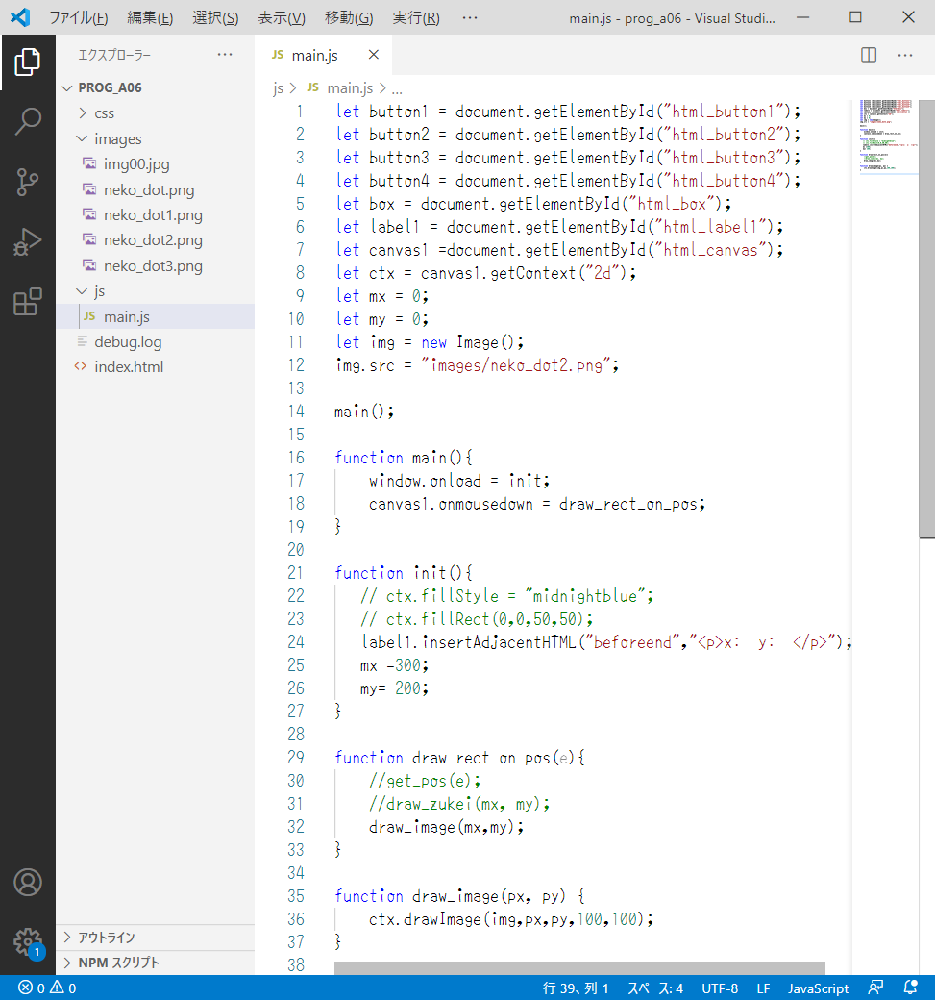 ファイル(F) 編集(E) 選択(S) 表示(V) 移動(G) 実行(R) ··· main.js - prog_a06 - Visual Studi...
エクスプローラー ···
JS main.js
PROG_A06
css
images
img00.jpg
neko_dot.png
neko_dot1.png
neko_dot2.png
neko_dot3.png
js
JS main.js
debug.log
index.html
アウトライン
NPM スクリプト
js > JS main.js > ...
1 let button1 = document.getElementById("html_button1");
2 let button2 = document.getElementById("html_button2");
3 let button3 = document.getElementById("html_button3");
4 let button4 = document.getElementById("html_button4");
5 let box = document.getElementById("html_box");
6 let label1 = document.getElementById("html_label1");
7 let canvas1 =document.getElementById("html_canvas");
8 let ctx = canvas1.getContext("2d");
9 let mx = 0;
10 let my = 0;
11 let img = new Image();
12 img.src = "images/neko_dot2.png";
13
14 main();
15
16 function main(){
17 window.onload = init;
18 canvas1.onmousedown = draw_rect_on_pos;
19 }
20
21 function init(){
22 // ctx.fillStyle = "midnightblue";
23 // ctx.fillRect(0,0,50,50);
24 label1.insertAdjacentHTML("beforeend","<p>x:  y:  </p>");
25 mx =300;
26 my= 200;
27 }
28
29 function draw_rect_on_pos(e){
30 //get_pos(e);
31 //draw_zukei(mx, my);
32 draw_image(mx,my);
33 }
34
35 function draw_image(px, py) {
36 ctx.drawImage(img,px,py,100,100);
37 }
38
1
0 0 行 39、列 1 スペース: 4 UTF-8 LF JavaScript